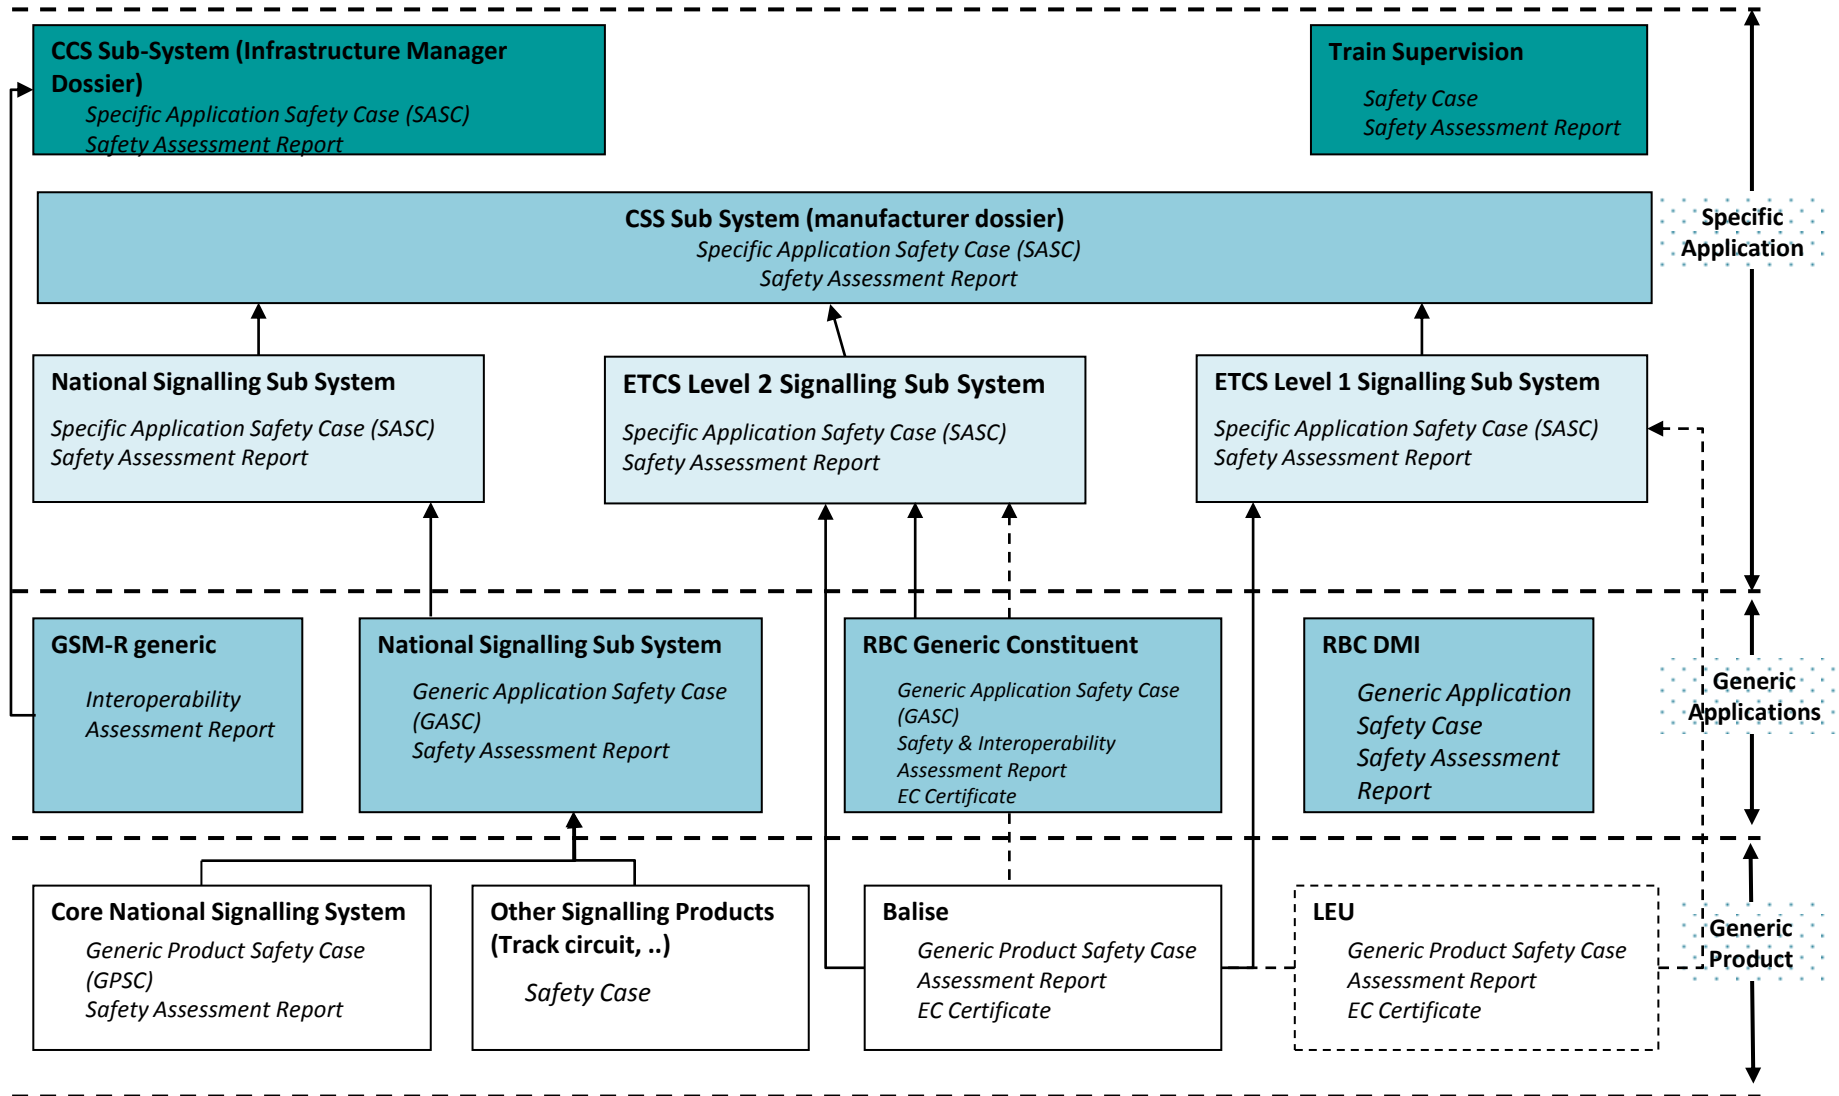 CCS Sub-System (Infrastructure Manager
Dossier)
Specific Application Safety Case (SASC)
Safety Assessment Report
Train Supervision
Safety Case
Safety Assessment Report
CSS Sub System (manufacturer dossier)
Specific Application Safety Case (SASC)
Safety Assessment Report
Specific
Application
National Signalling Sub System
Specific Application Safety Case (SASC)
Safety Assessment Report
ETCS Level 2 Signalling Sub System
Specific Application Safety Case (SASC)
Safety Assessment Report
ETCS Level 1 Signalling Sub System
Specific Application Safety Case (SASC)
Safety Assessment Report
GSM-R generic
Interoperability
Assessment Report
National Signalling Sub System
Generic Application Safety Case
(GASC)
Safety Assessment Report
RBC Generic Constituent
Generic Application Safety Case
(GASC)
Safety & Interoperability
Assessment Report
EC Certificate
RBC DMI
Generic Application
Safety Case
Safety Assessment
Report
Generic
Applications
Core National Signalling System
Generic Product Safety Case
(GPSC)
Safety Assessment Report
Other Signalling Products
(Track circuit, ..)
Safety Case
Balise
Generic Product Safety Case
Assessment Report
EC Certificate
LEU
Generic Product Safety Case
Assessment Report
EC Certificate
Generic
Product